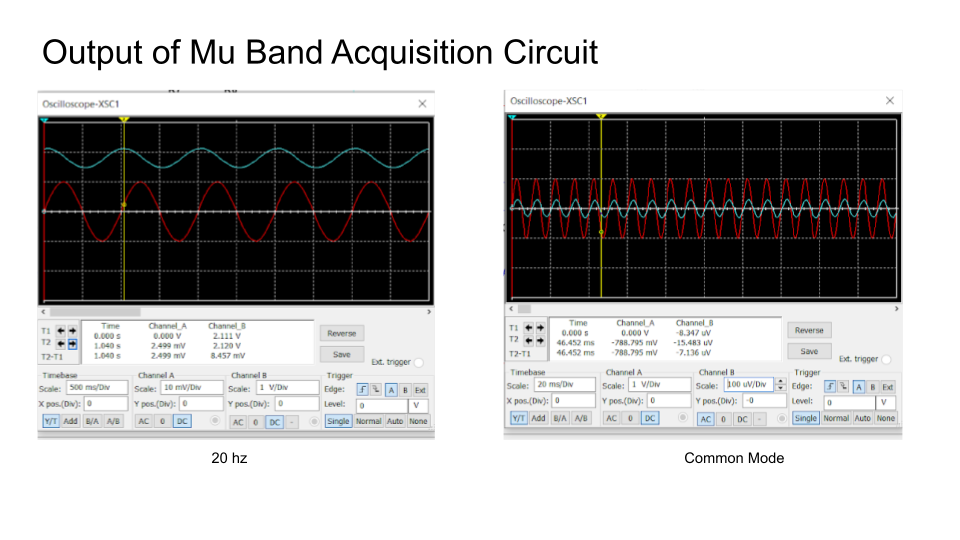 Output of Mu Band Acquisition Circuit
Oscilloscope-XSC1
T1
T2
T2-T1
Time Channel_A Channel_B
0.000 s 0.000 V 2.111 V
1.040 s 2.499 mV 2.120 V
1.040 s 2.499 mV 8.457 mV
Reverse
Save
Ext. trigger
Timebase
Scale: 500 ms/Div
X pos.(Div): 0
Y/T Add B/A A/B
Channel A
Scale: 10 mV/Div
Y pos.(Div): 0
AC 0 DC
Channel B
Scale: 1 V/Div
Y pos.(Div): 0
AC 0 DC -
Trigger
Edge: A B Ext
Level: 0 V
Single Normal Auto None
20 hz
Oscilloscope-XSC1
T1
T2
T2-T1
Time Channel_A Channel_B
0.000 s 0.000 V -8.347 uV
46.452 ms -788.795 mV -15.483 uV
46.452 ms -788.795 mV -7.136 uV
Reverse
Save
Ext. trigger
Timebase
Scale: 20 ms/Div
X pos.(Div): 0
Y/T Add B/A A/B
Channel A
Scale: 1 V/Div
Y pos.(Div): 0
AC 0 DC
Channel B
Scale: 100 uV/Div
Y pos.(Div): -0
AC 0 DC -
Trigger
Edge: A B Ext
Level: 0 V
Single Normal Auto None
Common Mode